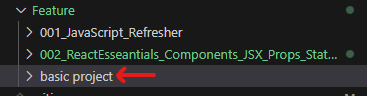 Feature
001_JavaScript_Refresher
002_ReactEsseantials_Components_JSX_Props_Stat...
basic project